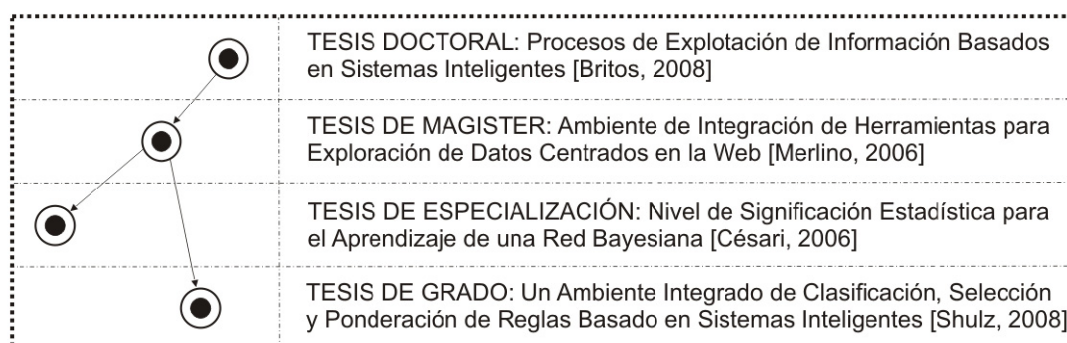 TESIS DOCTORAL: Procesos de Explotación de Información Basados
en Sistemas Inteligentes [Britos, 2008]
TESIS DE MAGISTER: Ambiente de Integración de Herramientas para
Exploración de Datos Centrados en la Web [Merlino, 2006]
TESIS DE ESPECIALIZACIÓN: Nivel de Significación Estadística para
el Aprendizaje de una Red Bayesiana [Césari, 2006]
TESIS DE GRADO: Un Ambiente Integrado de Clasificación, Selección
y Ponderación de Reglas Basado en Sistemas Inteligentes [Shulz, 2008]